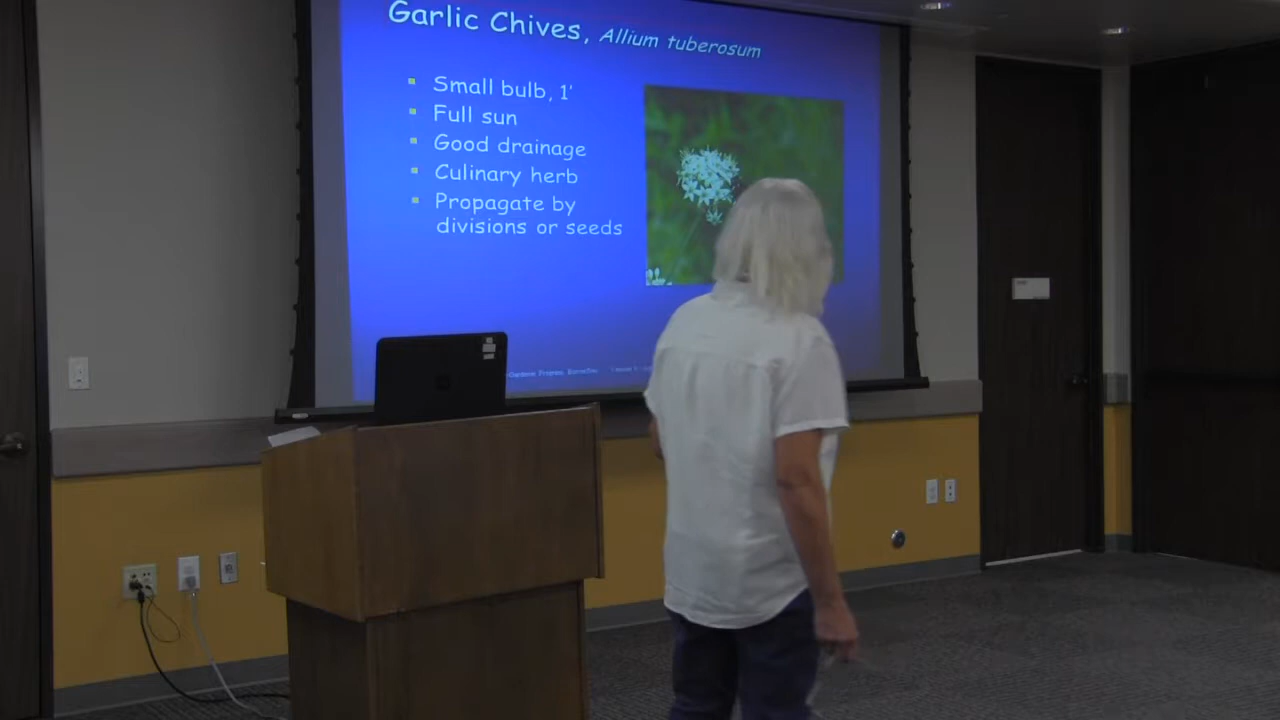 Garlic Chives, Allium tuberosum
Small bulb, 1'
Full sun
Good drainage
Culinary herb
Propagate by
divisions or seeds